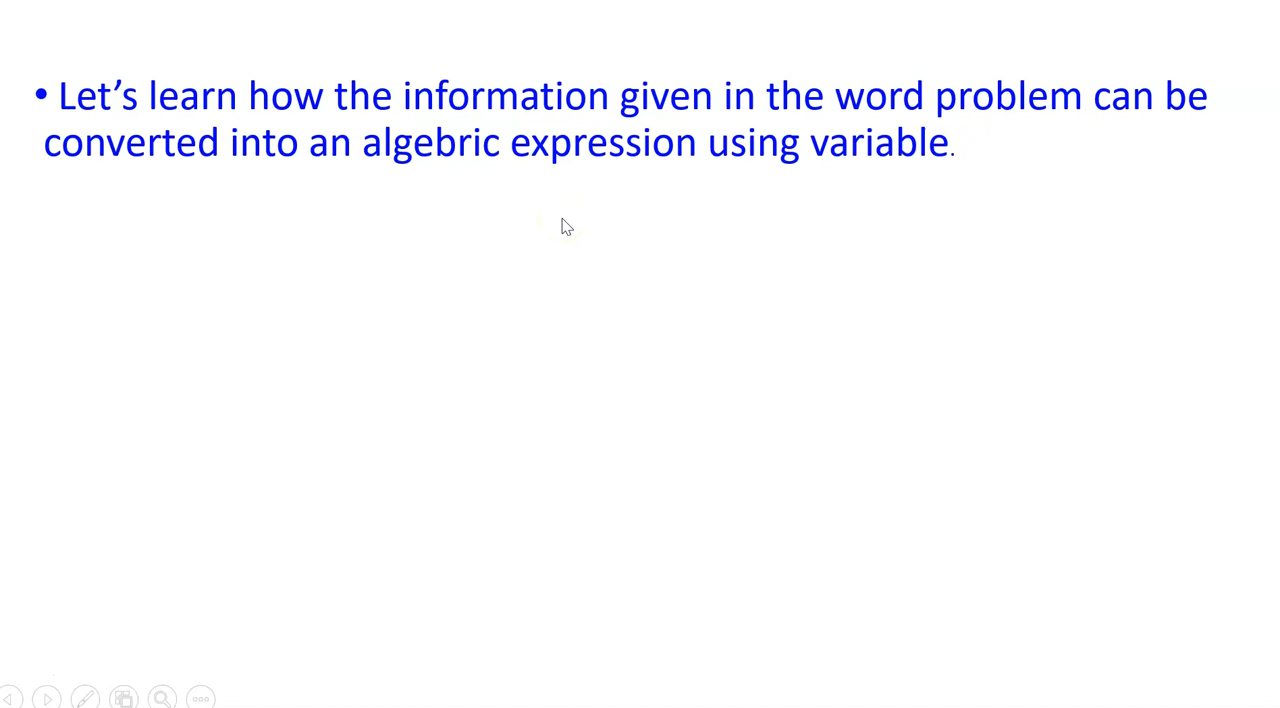 • Let’s learn how the information given in the word problem can be
converted into an algebric expression using variable.